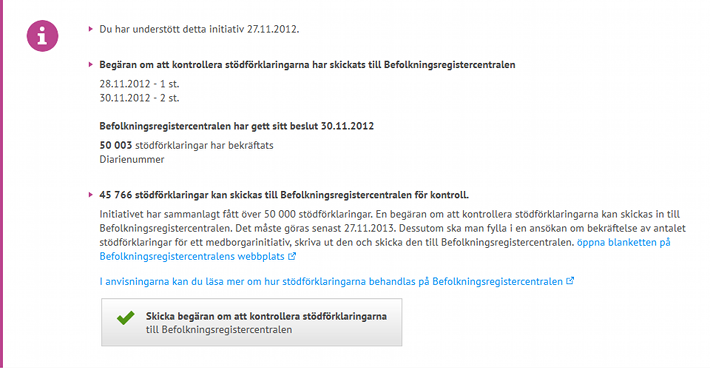 Du har understött detta initiativ 27.11.2012.
Begäran om att kontrollera stödförklaringarna har skickats till Befolkningsregistercentralen
28.11.2012 - 1 st.
30.11.2012 - 2 st.
Befolkningsregistercentralen har gett sitt beslut 30.11.2012
50 003 stödförklaringar har bekräftats
Diarienummer
45 766 stödförklaringar kan skickas till Befolkningsregistercentralen för kontroll.
Initiativet har sammanlagt fått över 50 000 stödförklaringar. En begäran om att kontrollera stödförklaringarna kan skickas in till
Befolkningsregistercentralen. Det måste göras senast 27.11.2013. Dessutom ska man fylla i en ansökan om bekräftelse av antalet
stödförklaringar för ett medborgarinitiativ, skriva ut den och skicka den till Befolkningsregistercentralen. öppna blanketten på
Befolkningsregistercentralens webbplats
I anvisningarna kan du läsa mer om hur stödförklaringarna behandlas på Befolkningsregistercentralen
Skicka begäran om att kontrollera stödförklaringarna
till Befolkningsregistercentralen